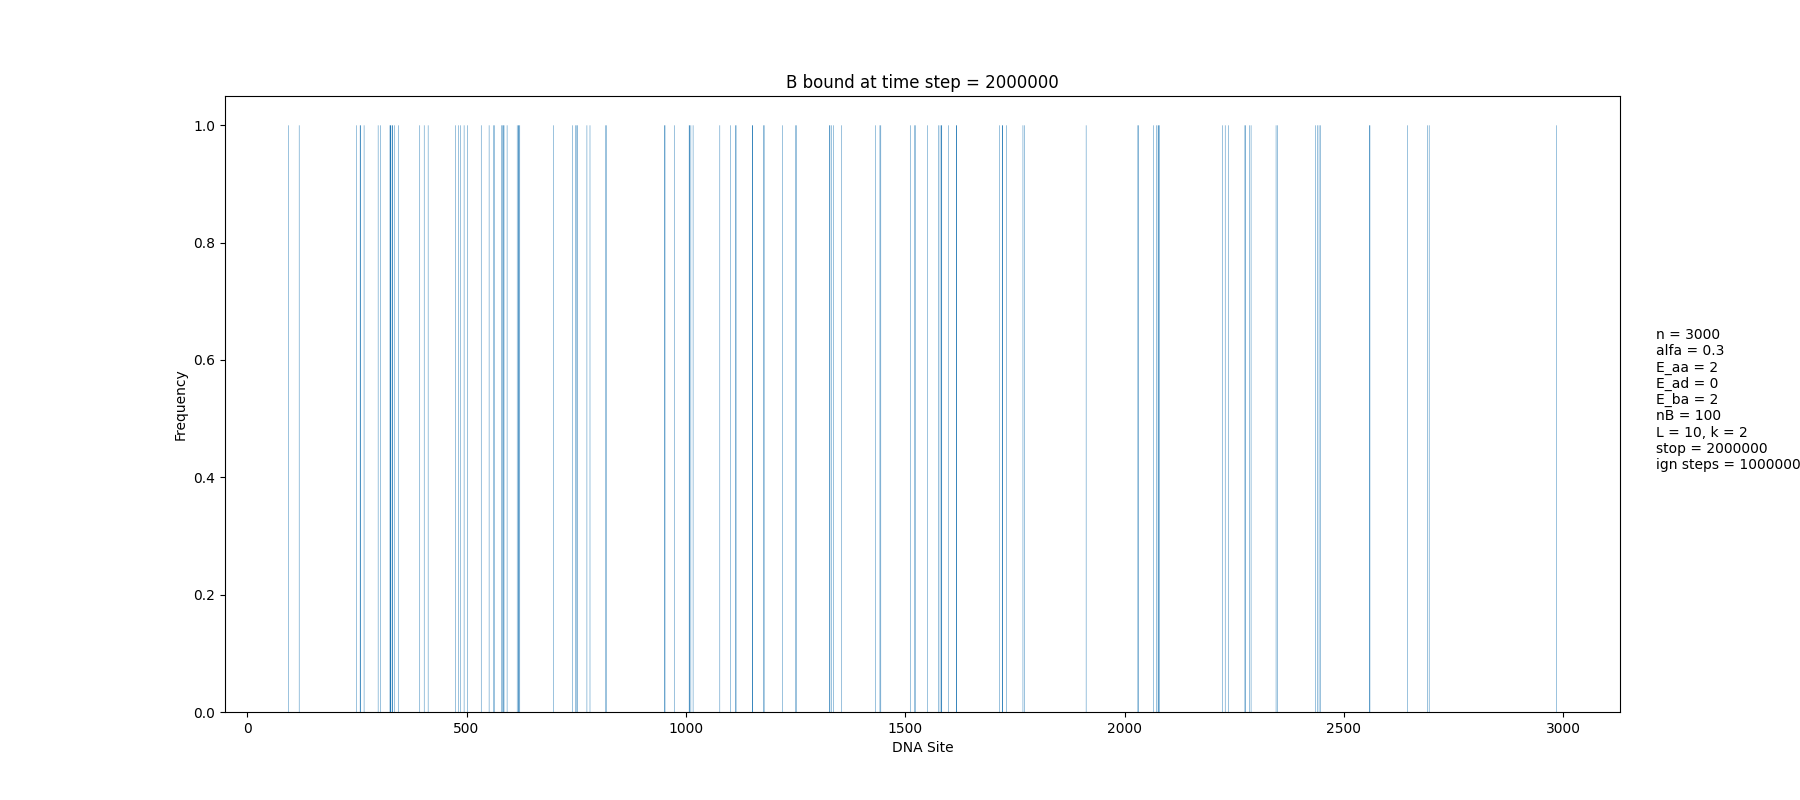 B bound at time step = 2000000
1.0
0.8
0.6
0.4
0.2
0.0
Frequency
0 500 1000 1500 2000 2500 3000
DNA Site
n = 3000
alfa = 0.3
E_aa = 2
E_ad = 0
E_ba = 2
nB = 100
L = 10, k = 2
stop = 2000000
ign steps = 1000000